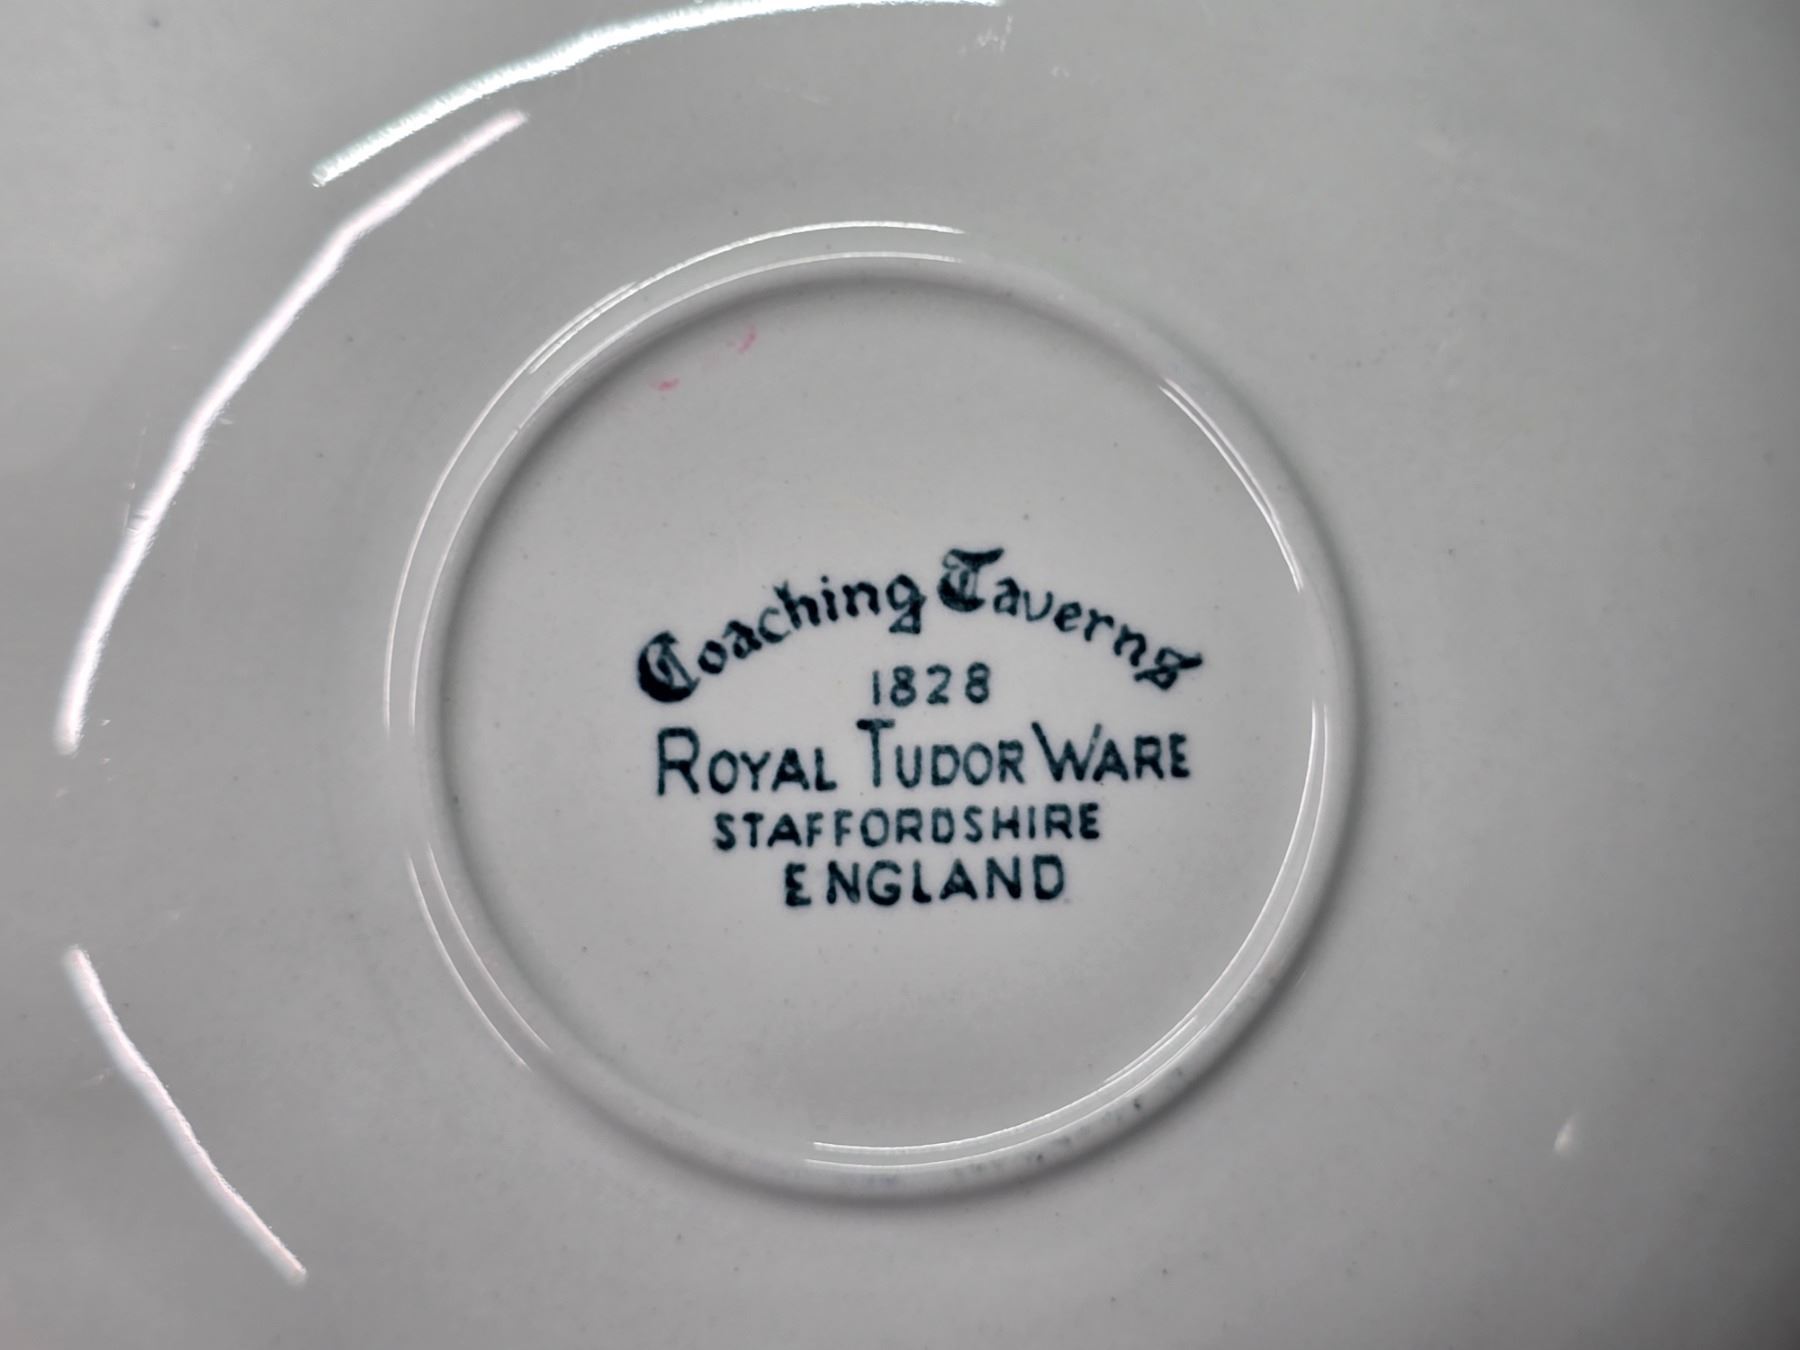 Coaching Taverns
1828
ROYAL TUDOR WARE
STAFFORDSHIRE
ENGLAND